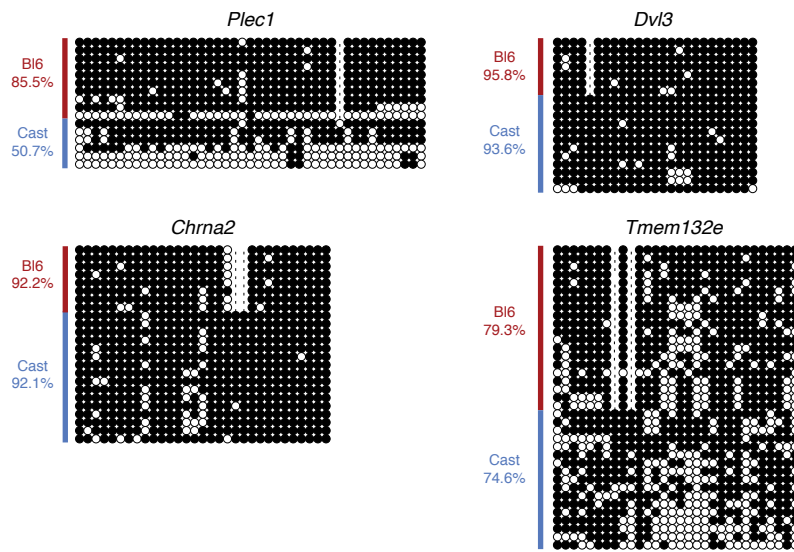 Plec1
Bl6
85.5%
Cast
50.7%
Dvl3
Bl6
95.8%
Cast
93.6%
Chrna2
Bl6
92.2%
Cast
92.1%
Tmem132e
Bl6
79.3%
Cast
74.6%